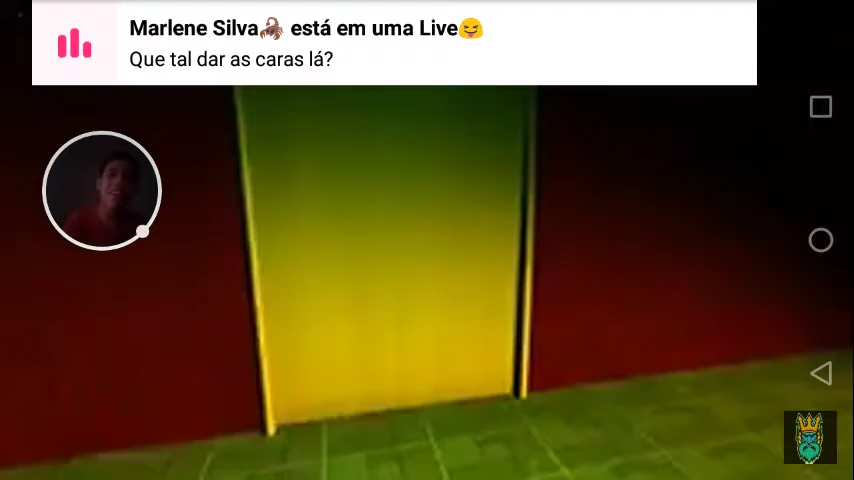 Marlene Silva🦂 está em uma Live😝
Que tal dar as caras lá?